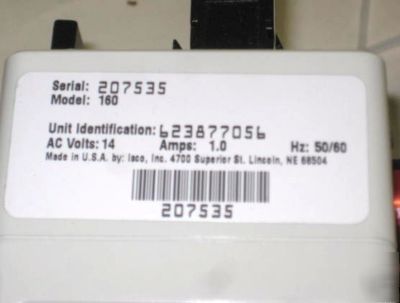 Serial: 207535
Model: 160
Unit Identification: 623877056
AC Volts: 14 Amps: 1.0 Hz: 50/60
Made in U.S.A. by: Isco, Inc. 4700 Superior St. Lincoln, NE 68504
207535